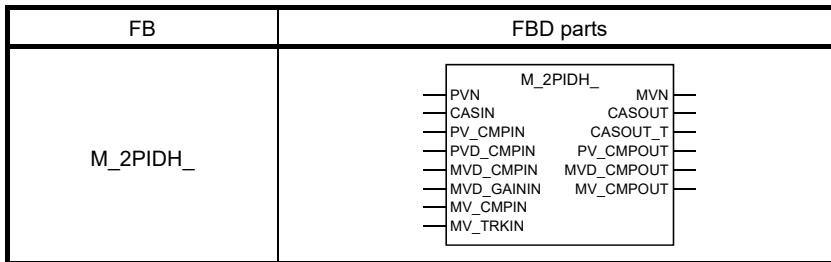 FB FBD parts
M_2PIDH_
M_2PIDH_
PVN MVN
CASIN CASOUT
PV_CMPIN CASOUT_T
PVD_CMPIN PV_CMPOUT
MVD_CMPIN MVD_CMPOUT
MVD_GAININ MV_CMPOUT
MV_CMPIN
MV_TRKIN